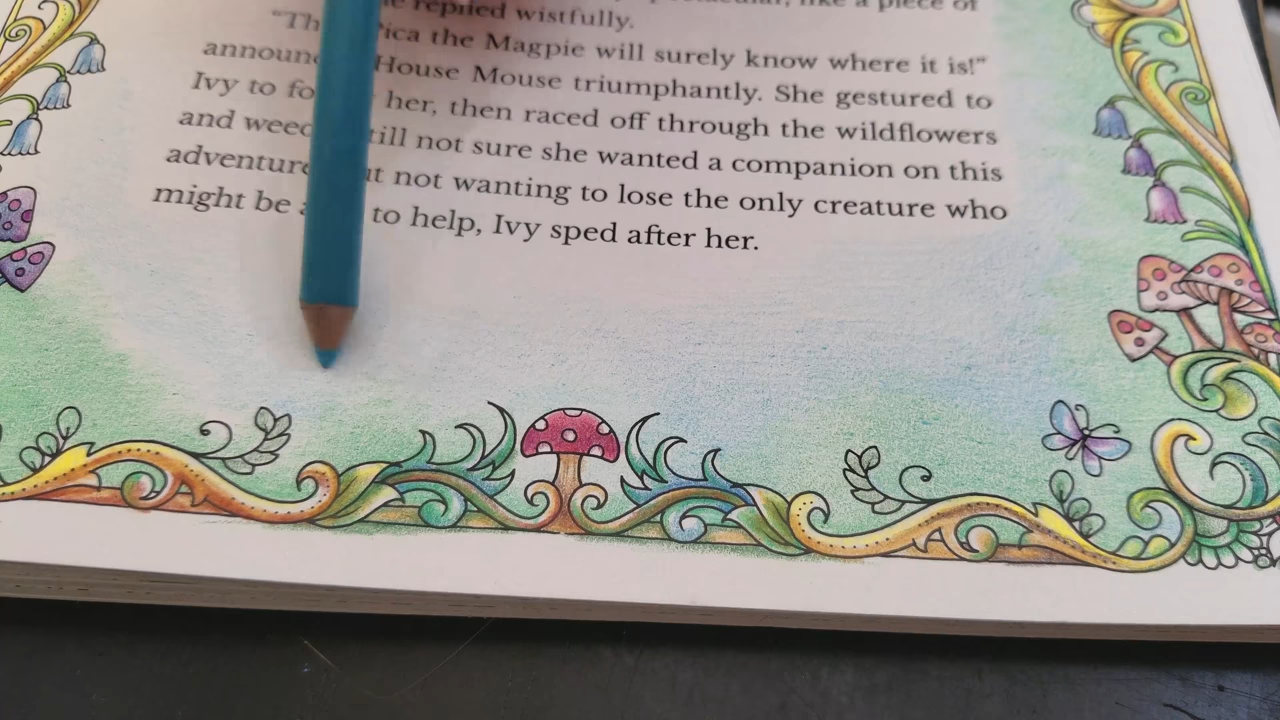 replied wistfully.
"Th ica the Magpie will surely know where it is!"
announ House Mouse triumphantly. She gestured to
Ivy to fo her, then raced off through the wildflowers
and weed till not sure she wanted a companion on this
adventure t not wanting to lose the only creature who
might be to help, Ivy sped after her.